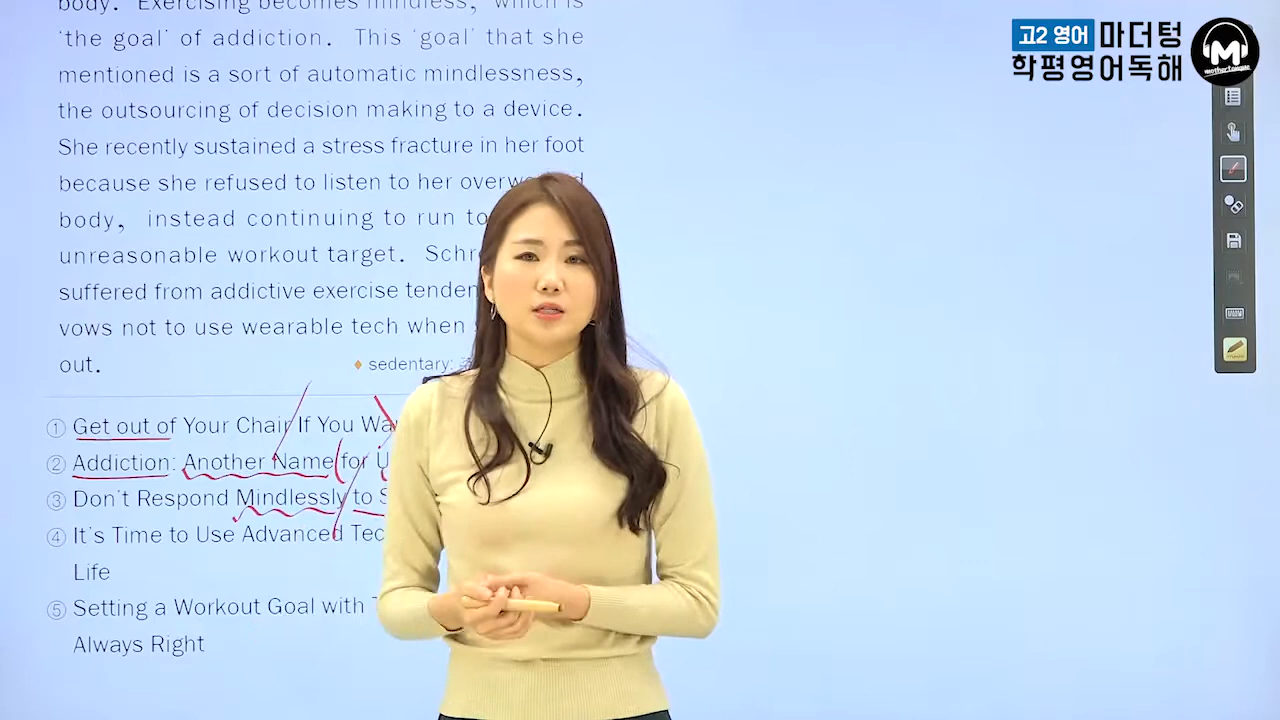 body. Exercising becomes mindless, which is
‘the goal’ of addiction. This ‘goal’ that she
mentioned is a sort of automatic mindlessness,
the outsourcing of decision making to a device.
She recently sustained a stress fracture in her foot
because she refused to listen to her
body, instead continuing to run to
unreasonable workout target.
suffered from addictive exercise
vows not to use wearable tech when
out.
◆ sedentary:
① Get out of Your Chair If You
② Addiction: Another Name for
③ Don't Respond Mindlessly to
④ It's Time to Use Advanced
Life
⑤ Setting a Workout Goal with
Always Right
고2 영어 마더텅
학평영어독해
M
mothertongue